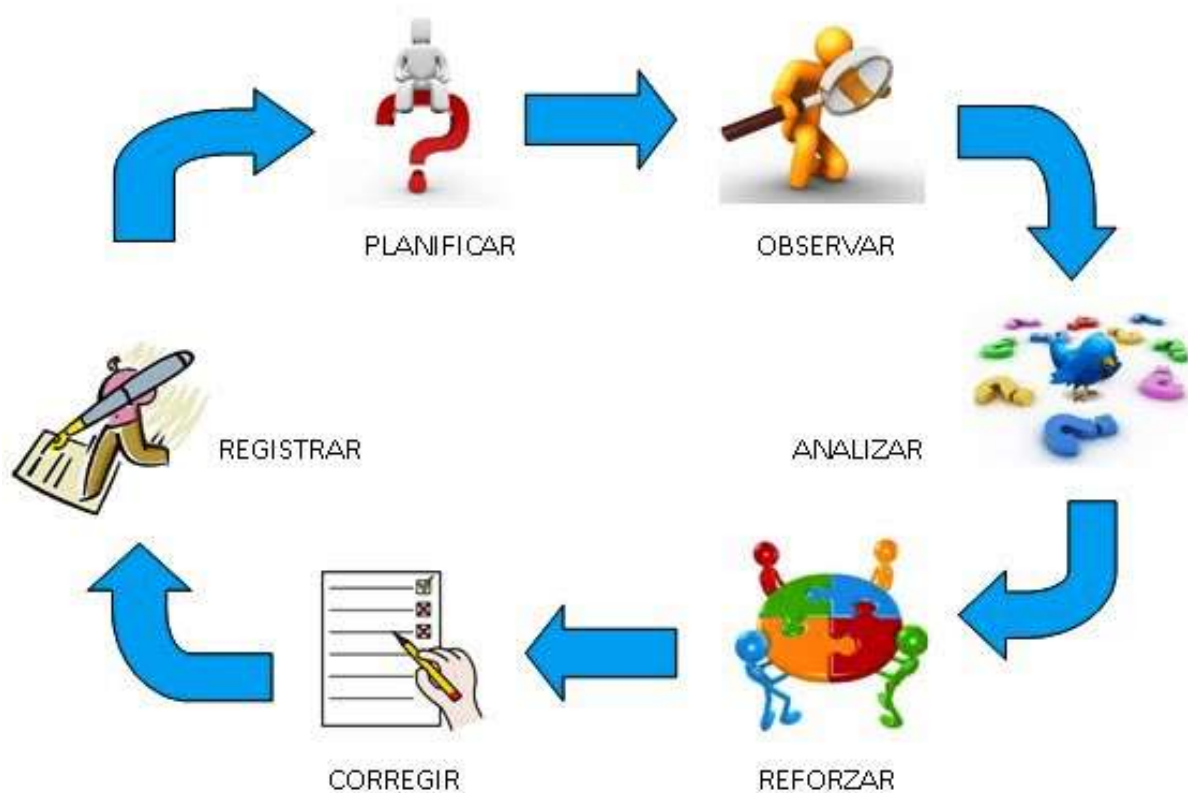 PLANIFICAR
OBSERVAR
ANALIZAR
REFORZAR
CORREGIR
REGISTRAR